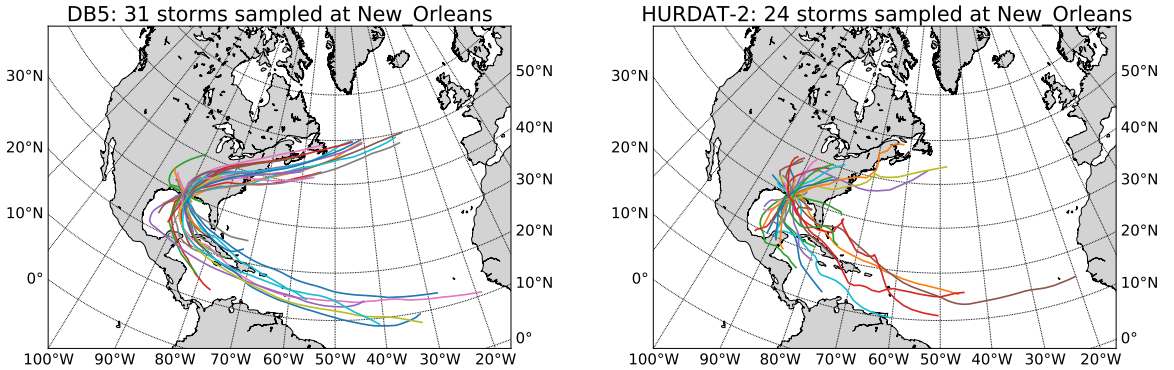 DB5: 31 storms sampled at New_Orleans
30°N
20°N
10°N
0°
50°N
40°N
30°N
20°N
10°N
0°
100°W 90°W 80°W 70°W 60°W 50°W 40°W 30°W 20°W
HURDAT-2: 24 storms sampled at New_Orleans
30°N
20°N
10°N
0°
50°N
40°N
30°N
20°N
10°N
0°
100°W 90°W 80°W 70°W 60°W 50°W 40°W 30°W 20°W